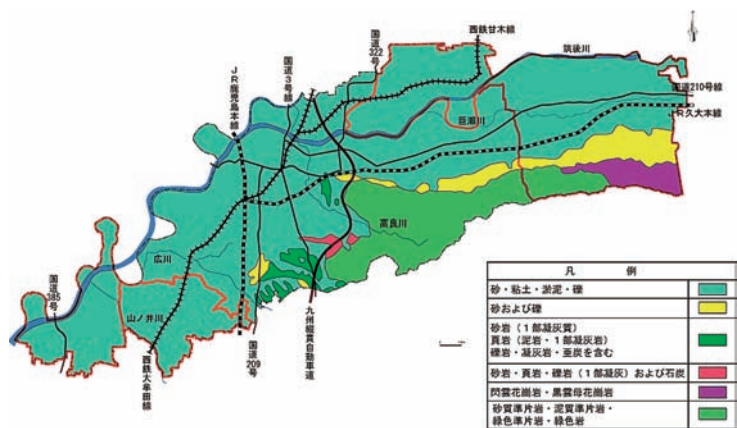 西鉄甘木線
筑後川
国道322号
国道3号線
JR鹿児島本線
国道210号線
JR久大本線
巨瀬川
高良川
広川
国道385号
山ノ井川
西鉄大牟田線
国道209号
九州縦貫自動車道
凡 例
砂・粘土・淤泥・礫
砂および礫
砂岩(1部凝灰質)
頁岩(泥岩・1部凝灰岩)
礫岩・凝灰岩・亜炭を含む
砂岩・頁岩・礫岩(1部凝灰)および石炭
閃雲花崗岩・黒雲母花崗岩
砂質準片岩・泥質準片岩・
緑色準片岩・緑色岩